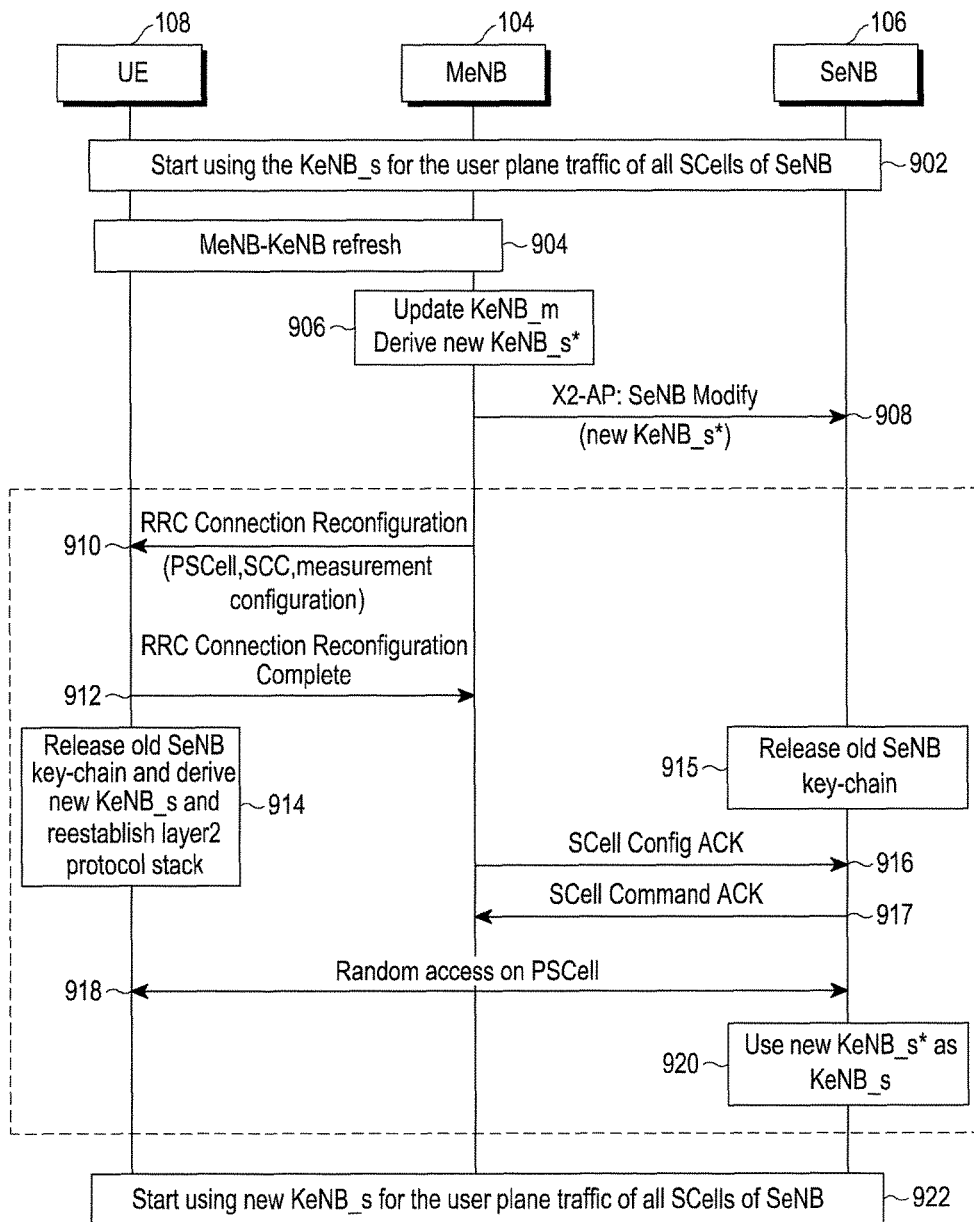 108
104
106
UE
MeNB
SeNB
Start using the KeNB_s for the user plane traffic of all SCells of SeNB
902
MeNB-KeNB refresh
904
906
Update KeNB_m
Derive new KeNB_s*
X2-AP: SeNB Modify
(new KeNB_s*)
908
910
RRC Connection Reconfiguration
(PSCell,SCC,measurement
configuration)
RRC Connection Reconfiguration
Complete
912
Release old SeNB
key-chain and derive
new KeNB_s and
reestablish layer2
protocol stack
914
915
Release old SeNB
key-chain
SCell Config ACK
916
SCell Command ACK
917
918
Random access on PSCell
920
Use new KeNB_s* as
KeNB_s
Start using new KeNB_s for the user plane traffic of all SCells of SeNB
922